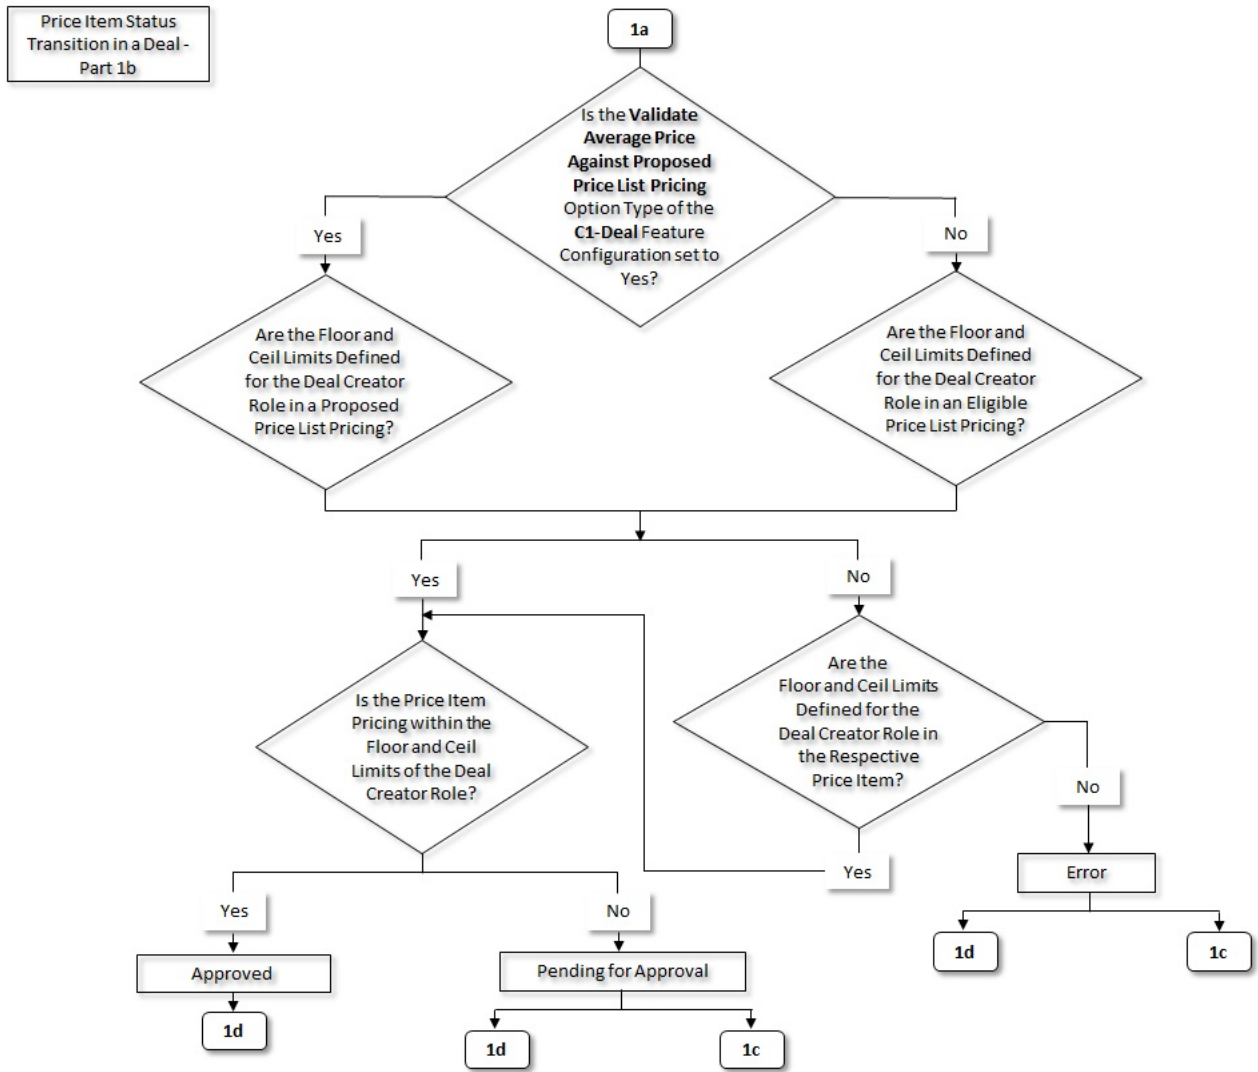 Price Item Status
Transition in a Deal -
Part 1b
1a
Is the Validate
Average Price
Against Proposed
Price List Pricing
Option Type of the
C1-Deal Feature
Configuration set to
Yes?
Yes
No
Are the Floor and
Ceil Limits Defined
for the Deal Creator
Role in a Proposed
Price List Pricing?
Are the Floor and
Ceil Limits Defined
for the Deal Creator
Role in an Eligible
Price List Pricing?
Yes
No
Is the Price Item
Pricing within the
Floor and Ceil
Limits of the Deal
Creator Role?
Are the
Floor and Ceil Limits
Defined for the
Deal Creator Role in
the Respective
Price Item?
No
Yes
Error
Yes
No
1d
1c
Approved
Pending for Approval
1d
1d
1c